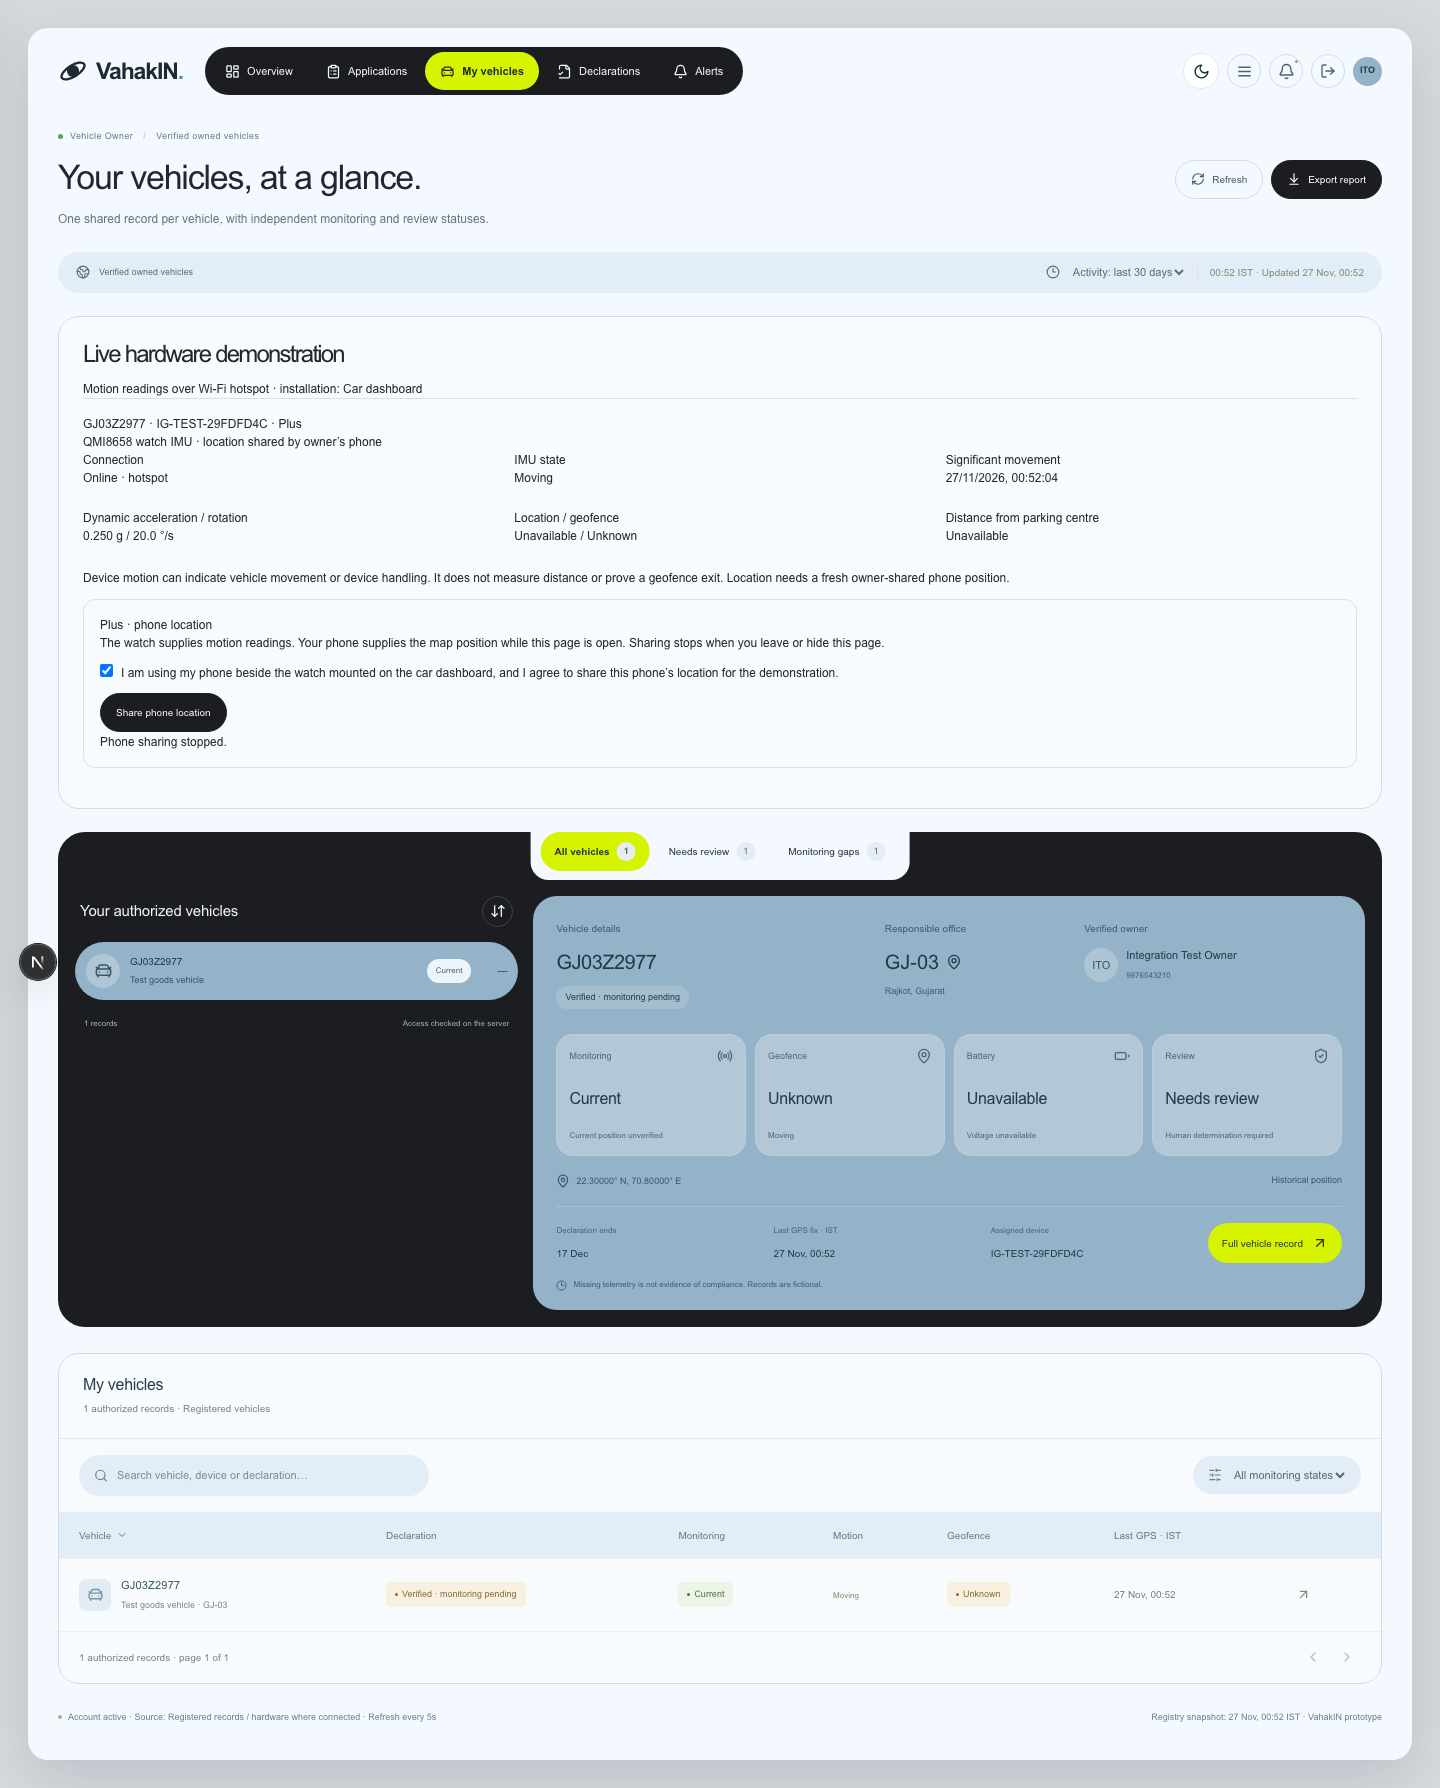 VahakIN.
Overview
Applications
My vehicles
Declarations
Alerts
ITO
Vehicle Owner / Verified owned vehicles
Your vehicles, at a glance.
Refresh
Export report
One shared record per vehicle, with independent monitoring and review statuses.
Verified owned vehicles
Activity: last 30 days
00:52 IST · Updated 27 Nov, 00:52
Live hardware demonstration
Motion readings over Wi-Fi hotspot · installation: Car dashboard
GJ03Z2977 · IG-TEST-29FDFD4C · Plus
QMI8658 watch IMU · location shared by owner’s phone
Connection
Online · hotspot
IMU state
Moving
Significant movement
27/11/2026, 00:52:04
Dynamic acceleration / rotation
0.250 g / 20.0 °/s
Location / geofence
Unavailable / Unknown
Distance from parking centre
Unavailable
Device motion can indicate vehicle movement or device handling. It does not measure distance or prove a geofence exit. Location needs a fresh owner-shared phone position.
Plus · phone location
The watch supplies motion readings. Your phone supplies the map position while this page is open. Sharing stops when you leave or hide this page.
I am using my phone beside the watch mounted on the car dashboard, and I agree to share this phone’s location for the demonstration.
Share phone location
Phone sharing stopped.
All vehicles 1
Needs review 1
Monitoring gaps 1
Your authorized vehicles
GJ03Z2977
Test goods vehicle
Current
—
1 records
Access checked on the server
N
Vehicle details
GJ03Z2977
Verified · monitoring pending
Responsible office
GJ-03
Rajkot, Gujarat
Verified owner
ITO
Integration Test Owner
9876543210
Monitoring
Current
Current position unverified
Geofence
Unknown
Moving
Battery
Unavailable
Voltage unavailable
Review
Needs review
Human determination required
22.30000° N, 70.80000° E
Historical position
Declaration ends
17 Dec
Last GPS fix · IST
27 Nov, 00:52
Assigned device
IG-TEST-29FDFD4C
Full vehicle record
Missing telemetry is not evidence of compliance. Records are fictional.
My vehicles
1 authorized records · Registered vehicles
Search vehicle, device or declaration…
All monitoring states
Vehicle
Declaration
Monitoring
Motion
Geofence
Last GPS · IST
GJ03Z2977
Test goods vehicle · GJ-03
Verified · monitoring pending
Current
Moving
Unknown
27 Nov, 00:52
1 authorized records · page 1 of 1
Account active · Source: Registered records / hardware where connected · Refresh every 5s
Registry snapshot: 27 Nov, 00:52 IST · VahakIN prototype